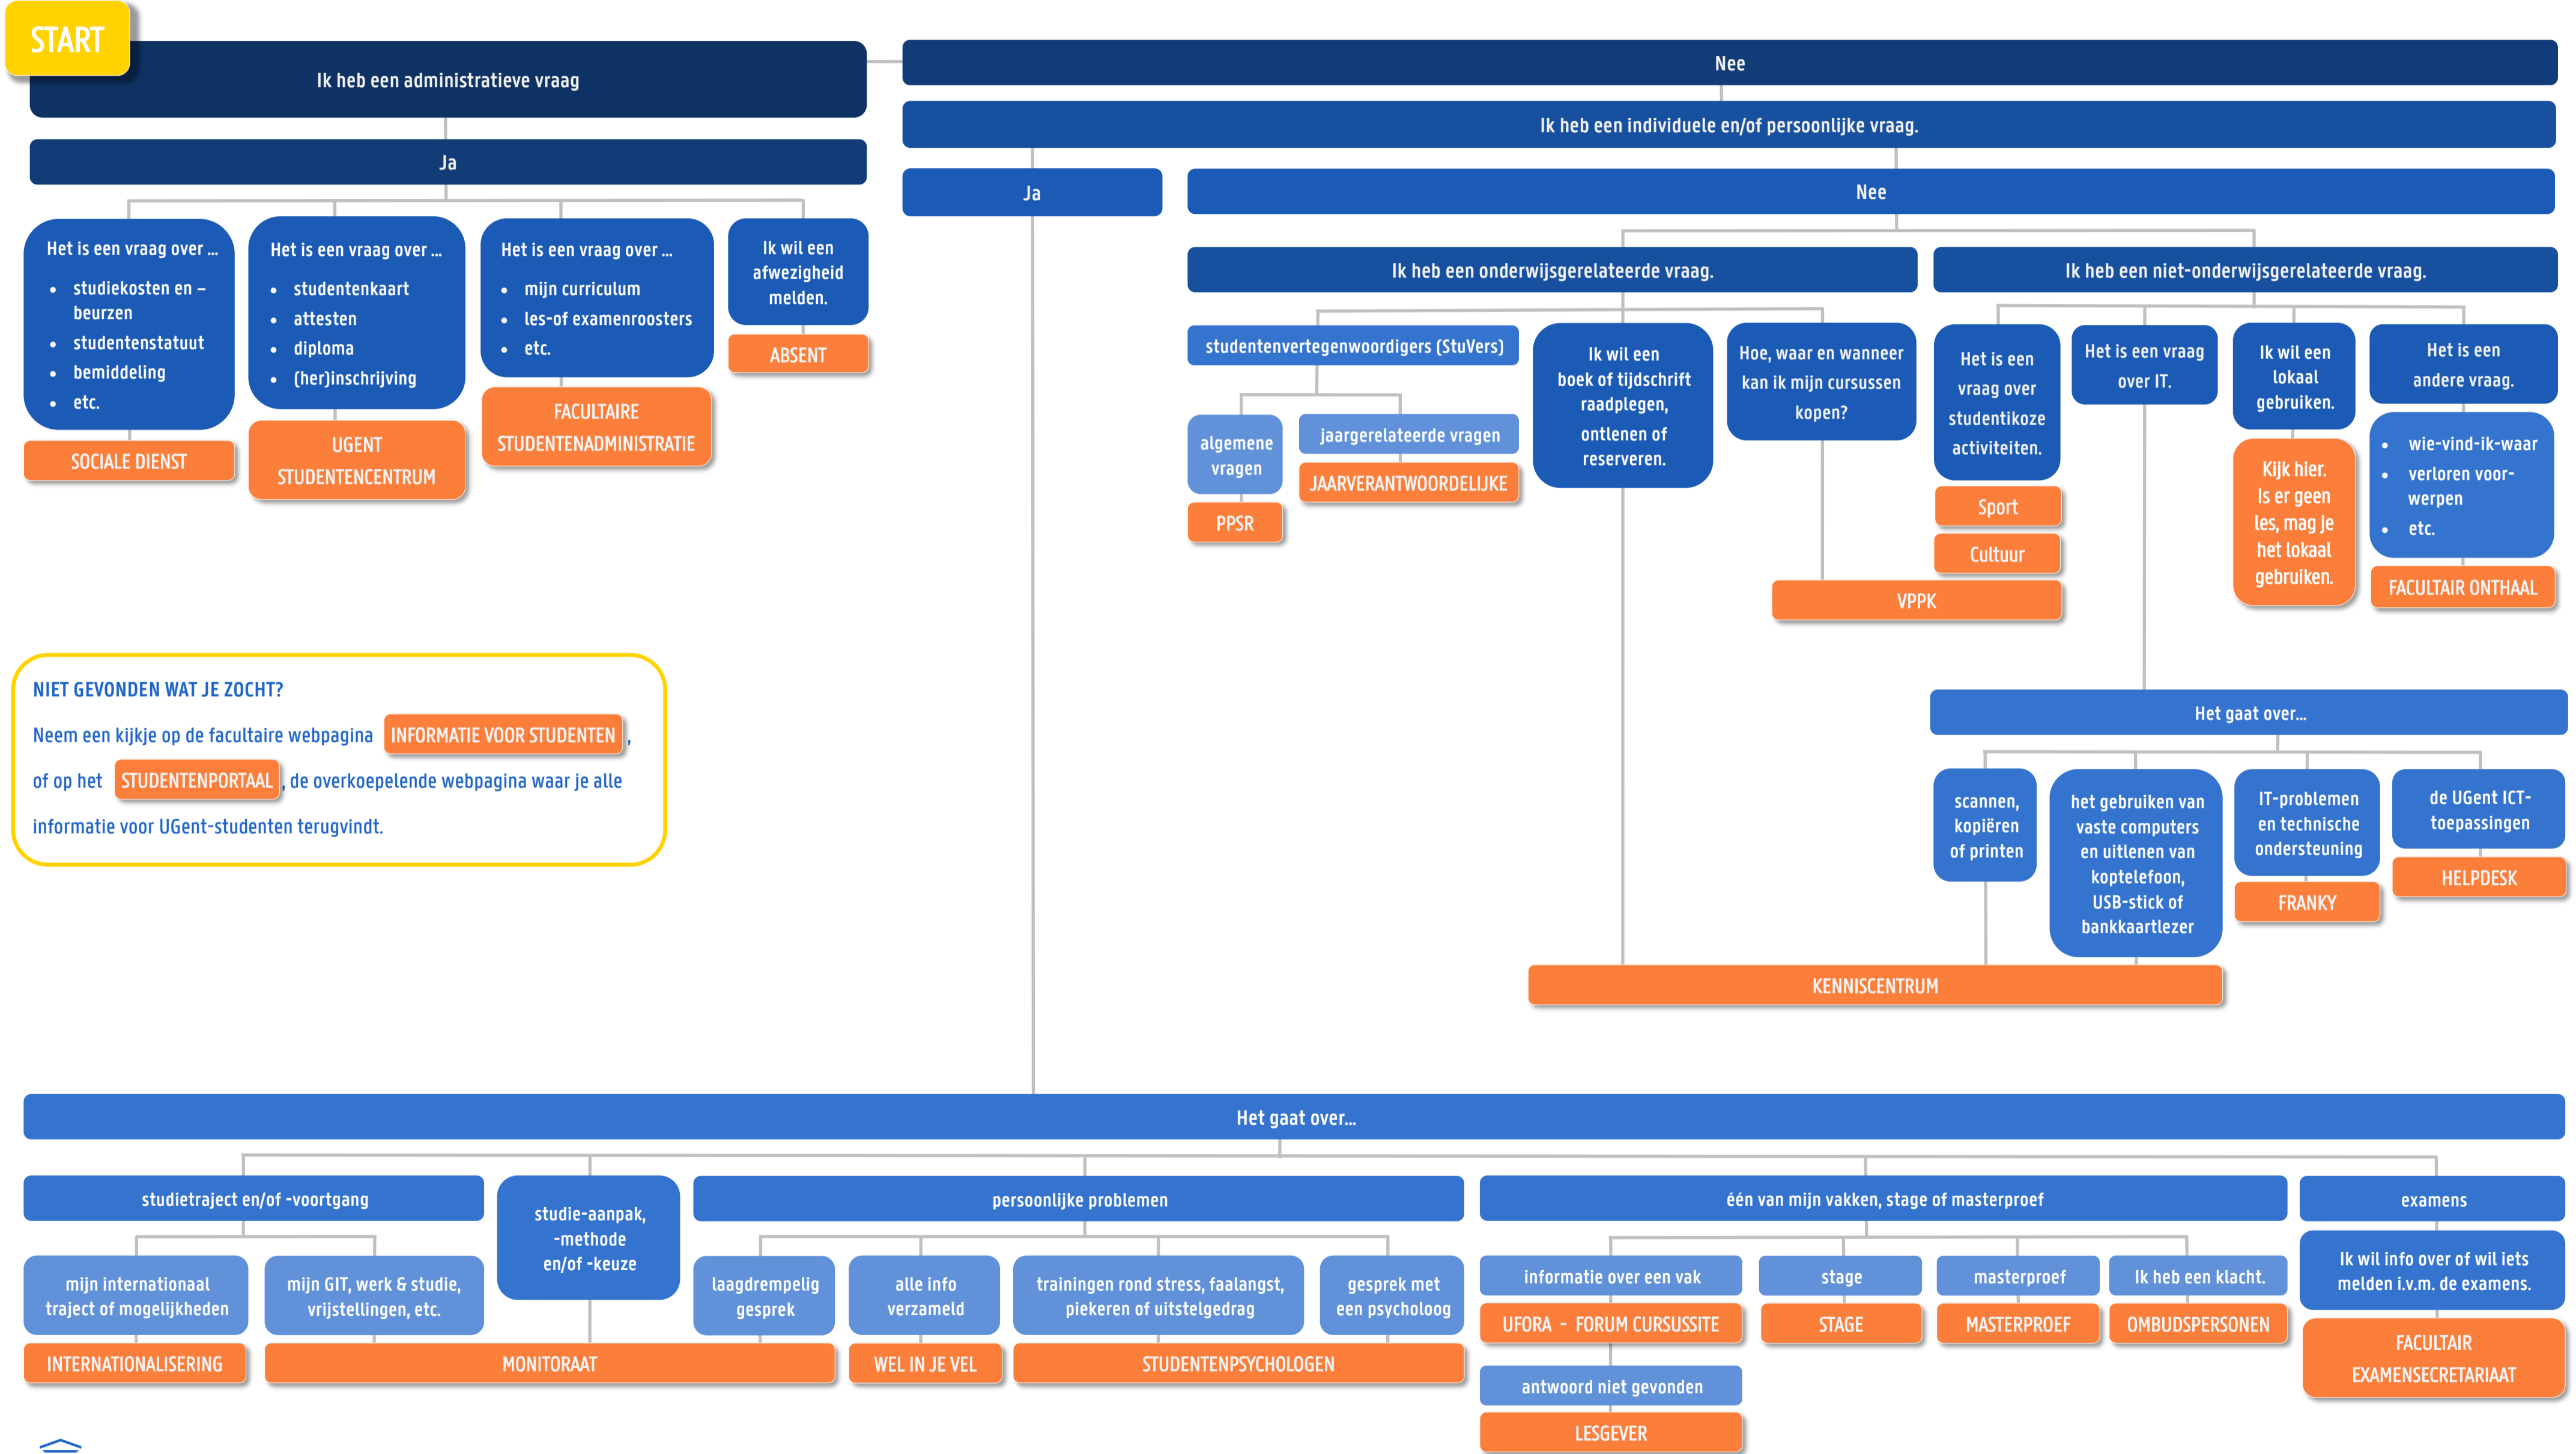 START
Ik heb een administratieve vraag
Ja
Het is een vraag over ...
• studiekosten en –
beurzen
• studentenstatuut
• bemiddeling
• etc.
SOCIALE DIENST
Het is een vraag over ...
• studentenkaart
• attesten
• diploma
• (her)inschrijving
UGENT
STUDENTENCENTRUM
Het is een vraag over ...
• mijn curriculum
• les-of examenroosters
• etc.
FACULTAIRE
STUDENTENADMINISTRATIE
Ik wil een
afwezigheid
melden.
ABSENT
Nee
Ik heb een individuele en/of persoonlijke vraag.
Ja
Nee
Ik heb een onderwijsgerelateerde vraag.
studentenvertegenwoordigers (StuVers)
algemene
vragen
PPSR
jaargerelateerde vragen
JAARVERANTWOORDELIJKE
Ik wil een
boek of tijdschrift
raadplegen,
ontlenen of
reserveren.
Hoe, waar en wanneer
kan ik mijn cursussen
kopen?
Ik heb een niet-onderwijsgerelateerde vraag.
Het is een
vraag over
studentikoze
activiteiten.
Sport
Cultuur
VPPK
Het is een vraag
over IT.
Ik wil een
lokaal
gebruiken.
Kijk hier.
Is er geen
les, mag je
het lokaal
gebruiken.
Het is een
andere vraag.
• wie-vind-ik-waar
• verloren voor-
werpen
• etc.
FACULTAIR ONTHAAL
NIET GEVONDEN WAT JE ZOCHT?
Neem een kijkje op de facultaire webpagina INFORMATIE VOOR STUDENTEN ,
of op het STUDENTENPORTAAL , de overkoepelende webpagina waar je alle
informatie voor UGent-studenten terugvindt.
Het gaat over...
scannen,
kopiëren
of printen
het gebruiken van
vaste computers
en uitlenen van
koptelefoon,
USB-stick of
bankkaartlezer
IT-problemen
en technische
ondersteuning
FRANKY
de UGent ICT-
toepassingen
HELPDESK
KENNISCENTRUM
Het gaat over...
studietraject en/of -voortgang
mijn internationaal
traject of mogelijkheden
INTERNATIONALISERING
mijn GIT, werk & studie,
vrijstellingen, etc.
studie-aanpak,
-methode
en/of -keuze
persoonlijke problemen
laagdrempelig
gesprek
MONITORAAT
alle info
verzameld
WEL IN JE VEL
trainingen rond stress, faalangst,
piekeren of uitstelgedrag
gesprek met
een psycholoog
STUDENTENPSYCHOLOGEN
één van mijn vakken, stage of masterproef
informatie over een vak
UFORA - FORUM CURSUSSITE
antwoord niet gevonden
LESGEVER
stage
STAGE
masterproef
MASTERPROEF
Ik heb een klacht.
OMBUDSPERSONEN
examens
Ik wil info over of wil iets
melden i.v.m. de examens.
FACULTAIR
EXAMENSECRETARIAAT